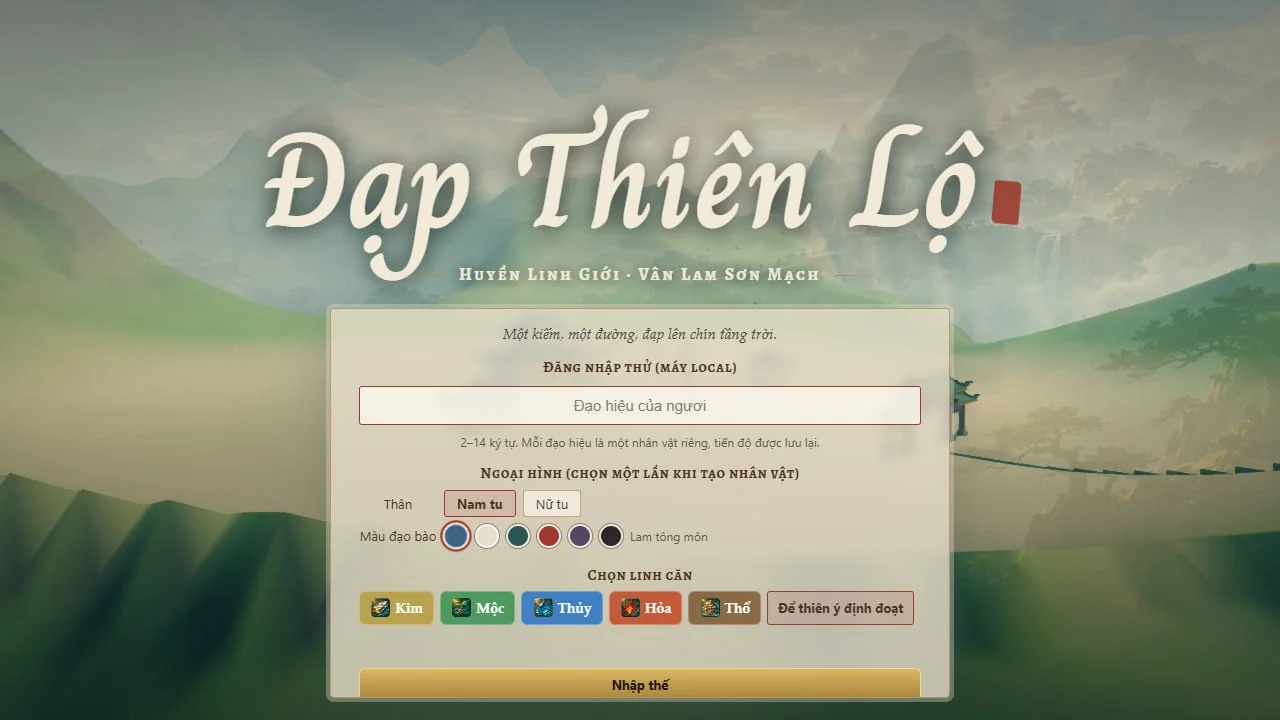 Đạp Thiên Lộ
Huyền Linh Giới · Vân Lam Sơn Mạch
Một kiếm, một đường, đạp lên chín tầng trời.
Đăng nhập thử (máy local)
Đạo hiệu của ngươi
2–14 ký tự. Mỗi đạo hiệu là một nhân vật riêng, tiến độ được lưu lại.
Ngoại hình (chọn một lần khi tạo nhân vật)
Thân Nam tu Nữ tu
Màu đạo bào Lam tông môn
Chọn linh căn
Kim Mộc Thủy Hỏa Thổ Để thiên ý định đoạt
Nhập thế